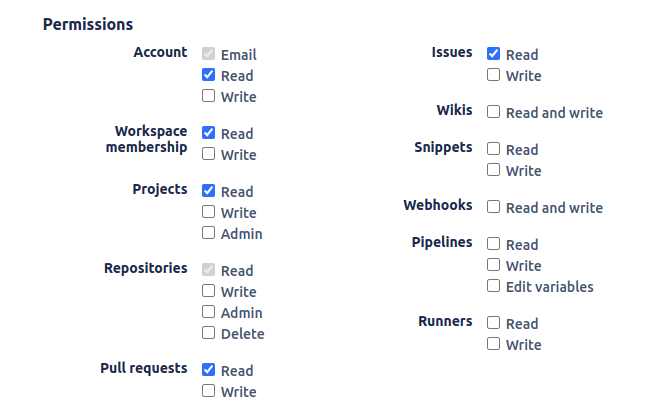 Permissions
Account
Email
Read
Write
Workspace
membership
Read
Write
Projects
Read
Write
Admin
Repositories
Read
Write
Admin
Delete
Pull requests
Read
Write
Issues
Read
Write
Wikis
Read and write
Snippets
Read
Write
Webhooks
Read and write
Pipelines
Read
Write
Edit variables
Runners
Read
Write